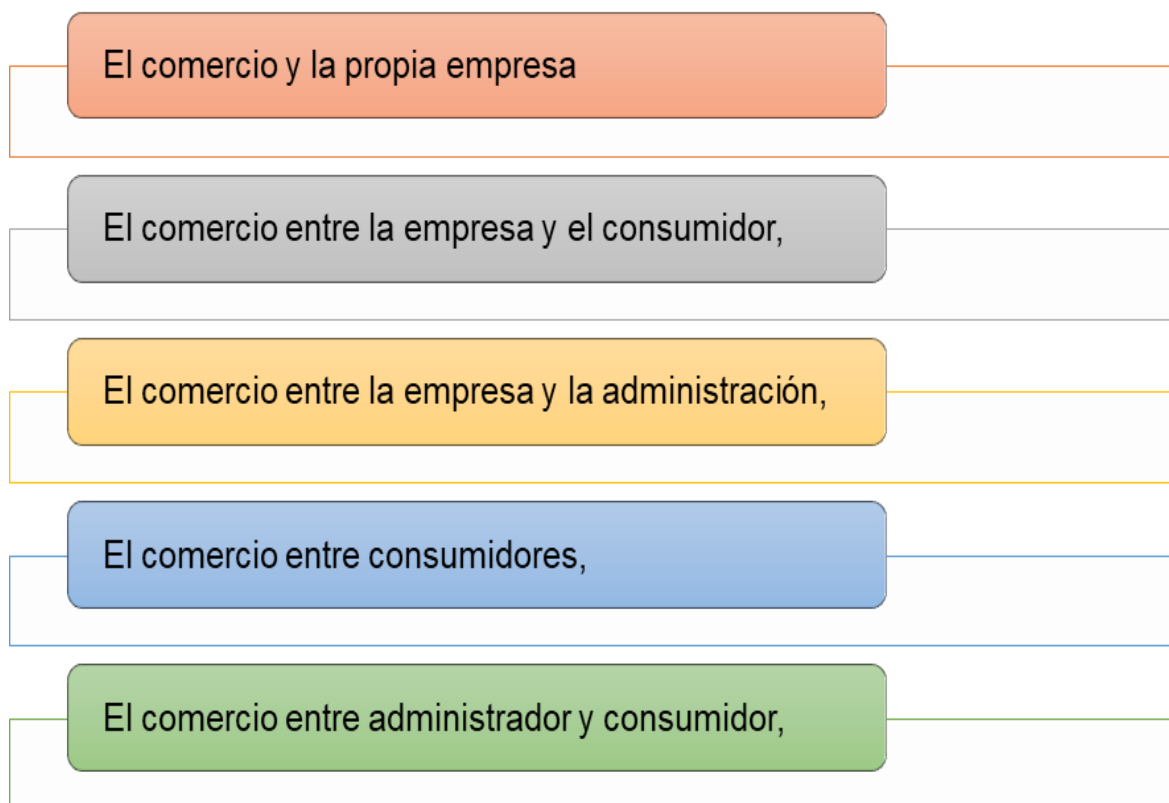 El comercio y la propia empresa
El comercio entre la empresa y el consumidor,
El comercio entre la empresa y la administración,
El comercio entre consumidores,
El comercio entre administrador y consumidor,